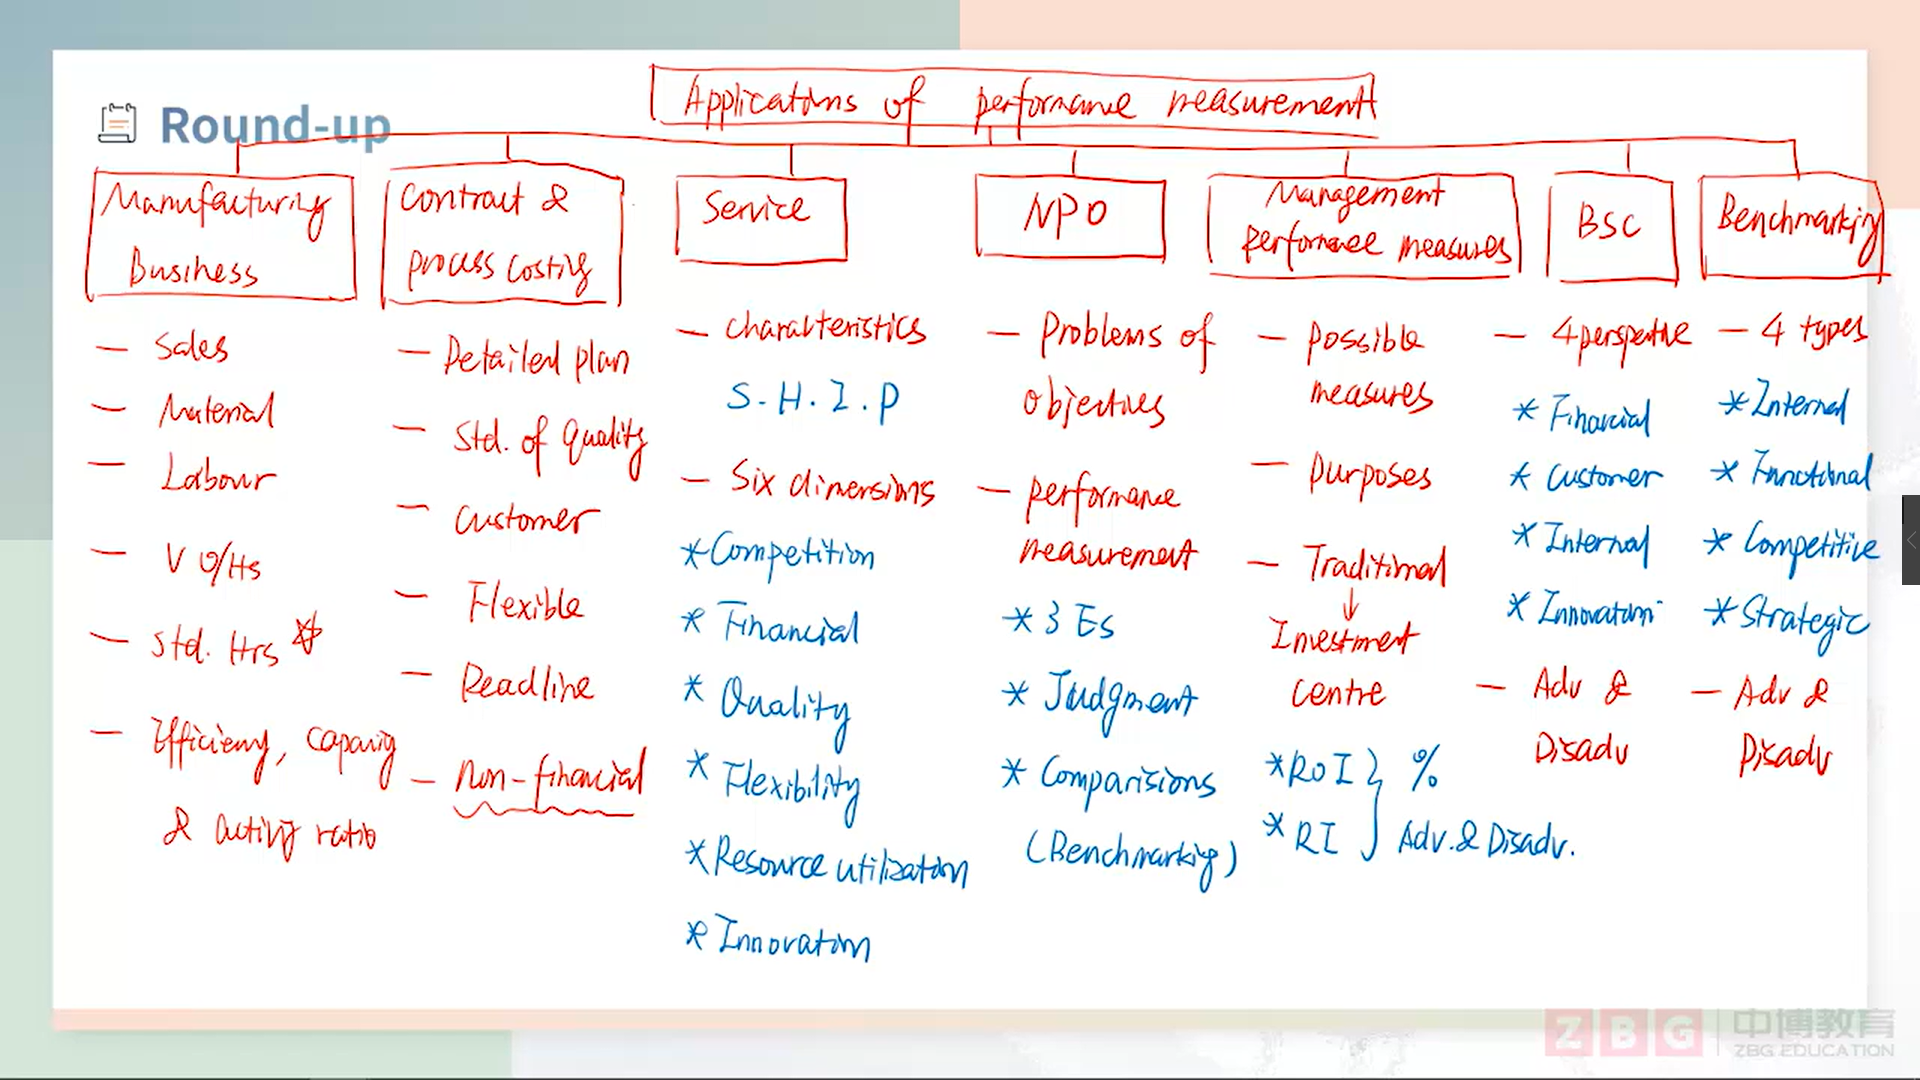 Round-up
Applications of performance measurement
Manufacturing
Business
— Sales
— Material
— Labour
— V O/Hs
— Std. Hrs
— Efficiency, Capacity
& activity ratio
Contract &
process costing
— Detailed plan
— Std. of Quality
— Customer
— Flexible
— Deadline
— Non-financial
Service
— Characteristics
S. H. I. P
— Six dimensions
* Competition
* Financial
* Quality
* Flexibility
* Resource utilization
* Innovation
NPO
— Problems of
objectives
— performance
measurement
* 3 Es
* Judgment
* Comparisions
(Benchmarking)
Management
performance measures
— Possible
measures
— Purposes
— Traditional
↓
Investment
Centre
* ROI } %
* RI } Adv. & Disadv.
BSC
— 4 perspective
* Financial
* Customer
* Internal
* Innovation
— Adv &
Disadv
Benchmarking
— 4 types
* Internal
* Functional
* Competitive
* Strategic
— Adv &
Disadv
ZBG 中博教育
ZBG EDUCATION